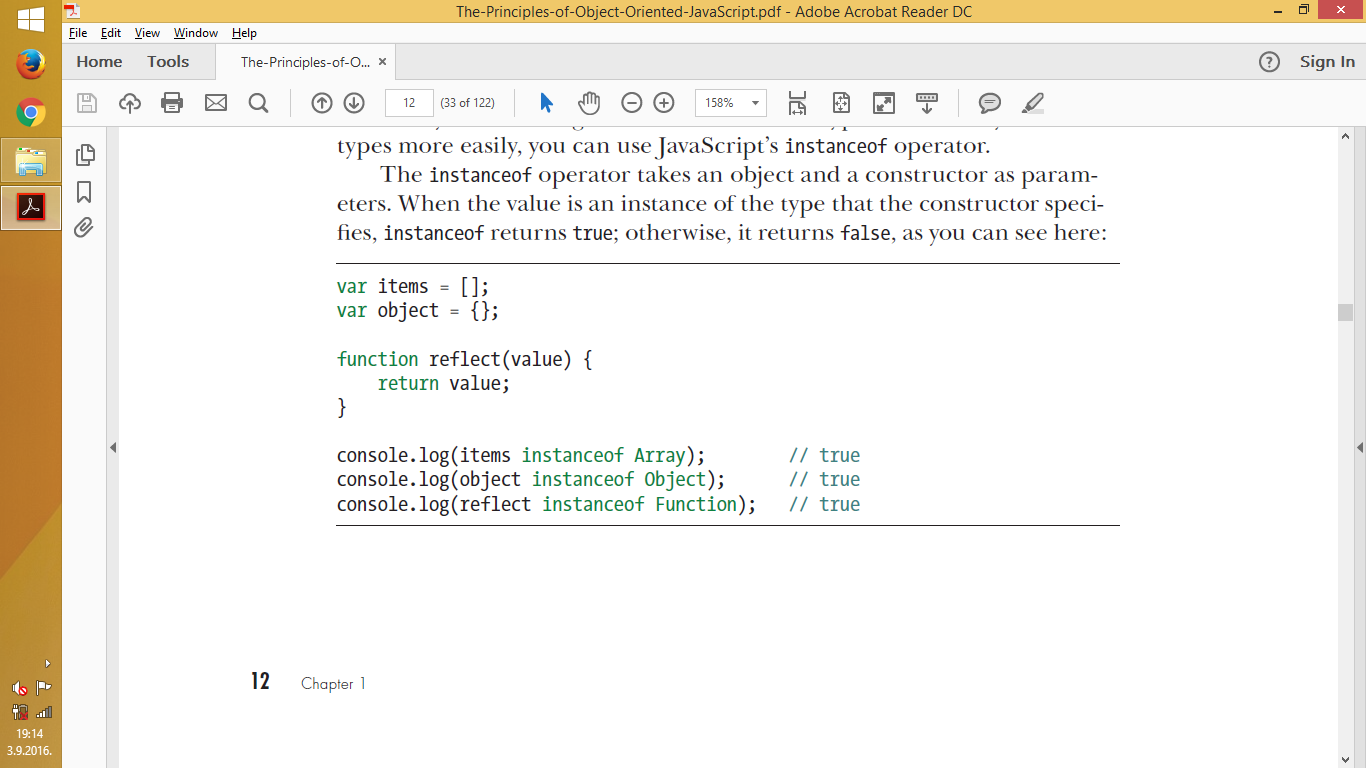 The-Principles-of-Object-Oriented-JavaScript.pdf - Adobe Acrobat Reader DC
File Edit View Window Help
Home Tools The-Principles-of-O... × ? Sign In
12 (33 of 122) 158%
types more easily, you can use JavaScript’s instanceof operator.
The instanceof operator takes an object and a constructor as param-
eters. When the value is an instance of the type that the constructor speci-
fies, instanceof returns true; otherwise, it returns false, as you can see here:
var items = [];
var object = {};
function reflect(value) {
    return value;
}
console.log(items instanceof Array);        // true
console.log(object instanceof Object);      // true
console.log(reflect instanceof Function);   // true
12 Chapter 1
19:14
3.9.2016.